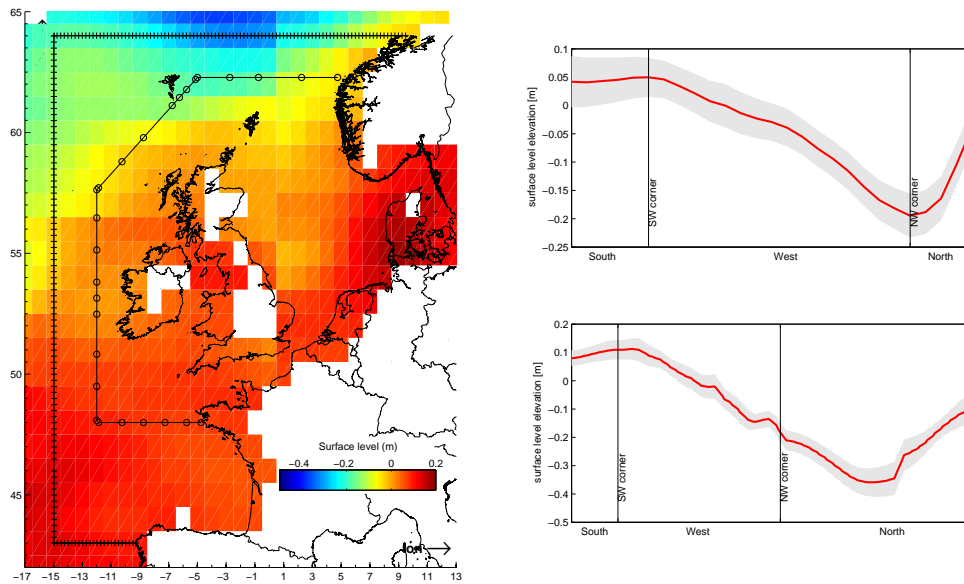 65
60
55
50
45
−17 −15 −13 −11 −9 −7 −5 −3 −1 1 3 5 7 9 11 13
Surface level (m)
−0.4 −0.2 0 0.2
lon
0.1
0.05
0
−0.05
−0.1
−0.15
−0.2
−0.25
surface level elevation [m]
SW corner
NW corner
South West North
0.2
0.1
0
−0.1
−0.2
−0.3
−0.4
−0.5
surface level elevation [m]
SW corner
NW corner
South West North